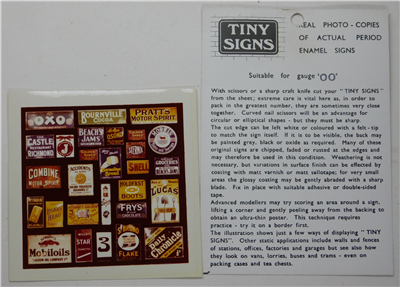 OXO
BOURNVILLE
COCOA
PRATTS
MOTOR SPIRIT
BEACH'S
JAMS
CASTLE
RICHMOND
COMBINE
MOTOR SPIRIT
SHELL
HOLDFAST
BOOTS
LUCAS
FRYS
CHOCOLATE
Mobiloils
STAR
3
FLAKE
Daily
Chronicle
TINY
SIGNS
REAL PHOTO - COPIES
OF ACTUAL PERIOD
ENAMEL SIGNS
Suitable for gauge '00'
With scissors or a sharp craft knife cut your " TINY SIGNS "
from the sheet; extreme care is vital here as, in order to
pack in the greatest number, they are sometimes very close
together. Curved nail scissors will be an advantage for
circular or elliptical shapes - but they must be sharp.
The cut edge can be left white or coloured with a felt-tip
to match the sign itself. If it is to be visible, the back may
be painted grey, black or oxide as required. Many of these
original signs are chipped, faded or rusted at the edges and
may therefore be used in this condition. Weathering is not
necessary, but variations in surface finish can be effected by
coating with matt varnish or matt sallotape; for very small
areas the glossy coating may be gently abraded with a sharp
blade. Fix in place with suitable adhesive or double-sided
tape.
Advanced modellers may try scoring an area around a sign,
lifting a corner and gently peeling away from the backing to
obtain an ultra-thin poster. This technique requires
practice - try it on a border first.
The illustration shows just a few ways of displaying " TINY
SIGNS". Other static applications include walls and fences
of stations, offices, factories and garages but see also how
they much on vans, lorries, buses and trams - even on
packing cases and tea chests.